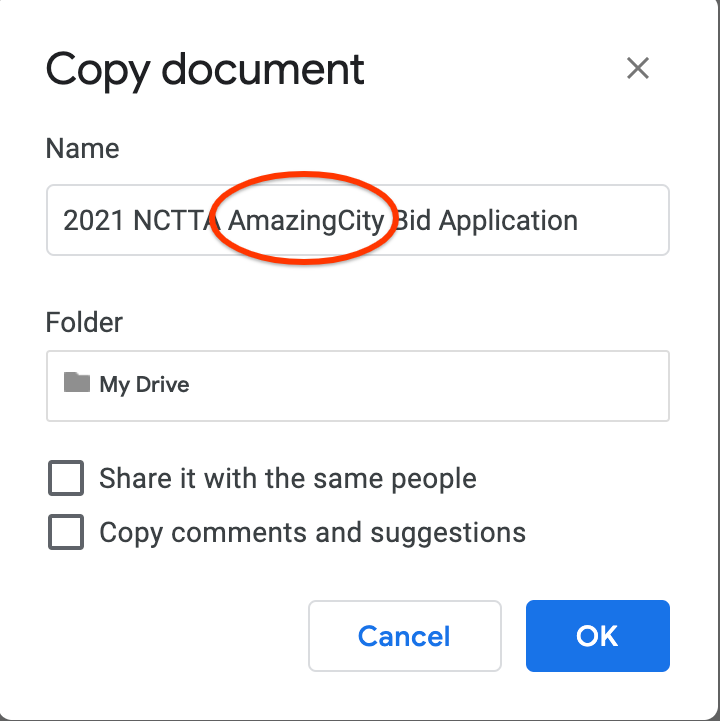 Copy document
Name
2021 NCTTA AmazingCity Bid Application
Folder
My Drive
Share it with the same people
Copy comments and suggestions
Cancel
OK